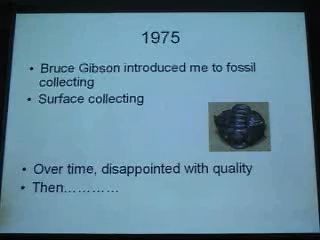 1975
• Bruce Gibson introduced me to fossil
collecting
• Surface collecting
• Over time, disappointed with quality
• Then…………